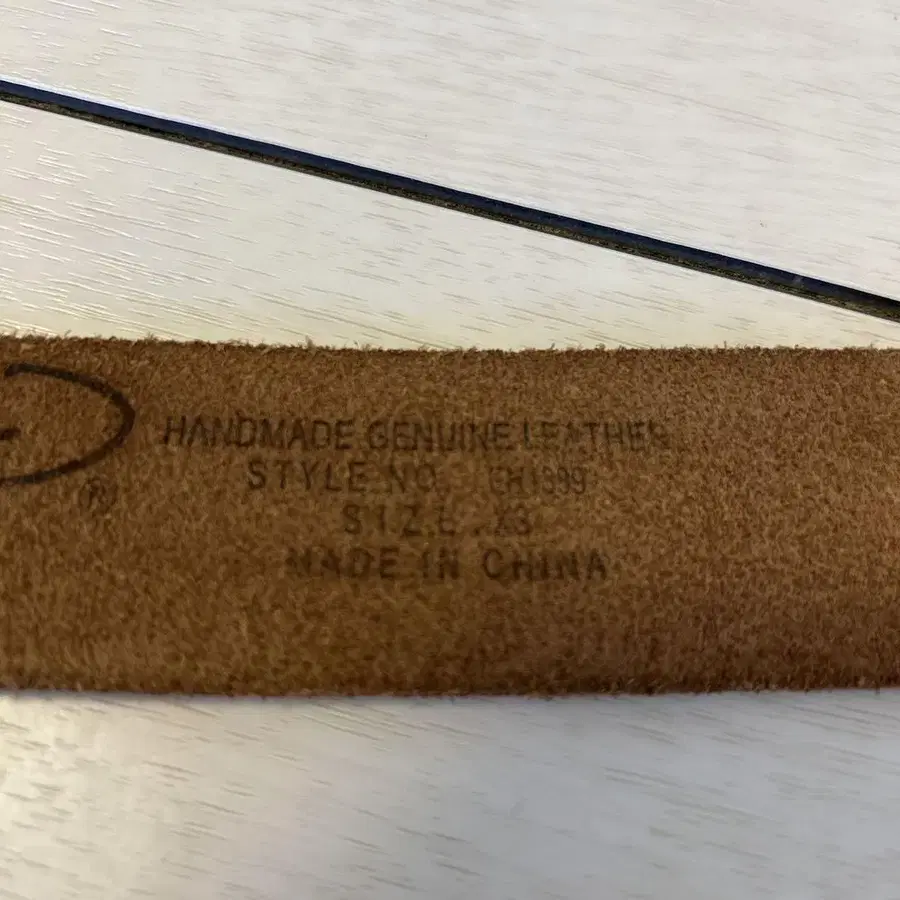 ®
HANDMADE GENUINE LEATHER
STYLE NO.
SIZE
MADE IN CHINA